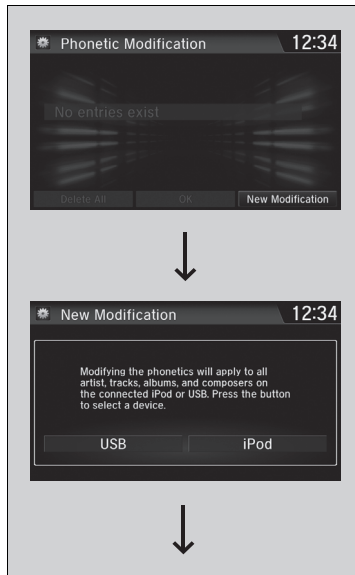 Phonetic Modification 12:34
No entries exist
Delete All OK New Modification
New Modification 12:34
Modifying the phonetics will apply to all
artist, tracks, albums, and composers on
the connected iPod or USB. Press the button
to select a device.
USB iPod